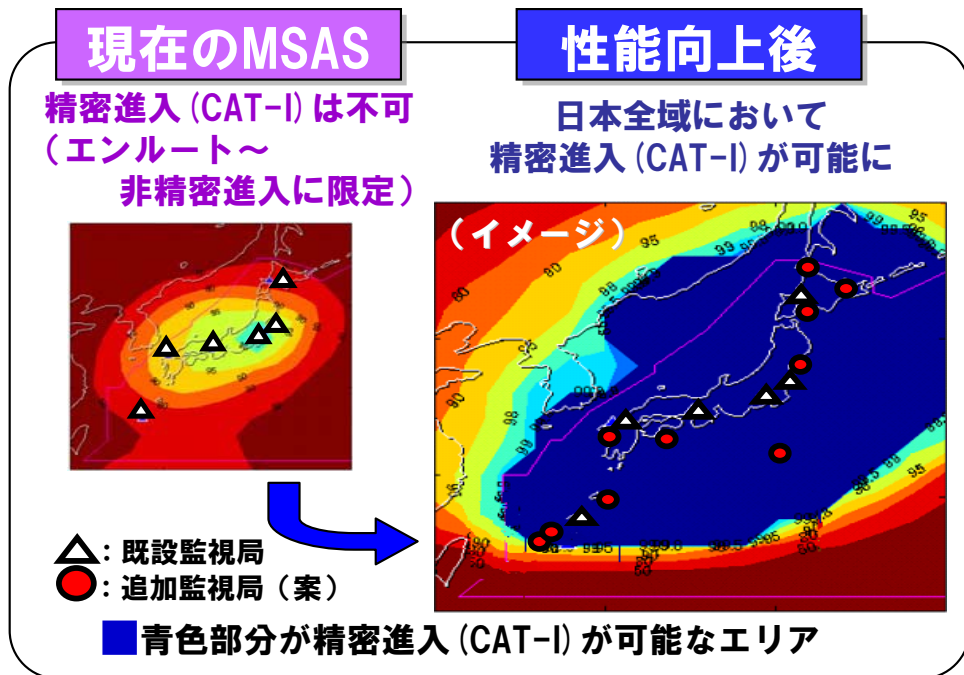 現在のMSAS
精密進入(CAT-I)は不可
(エンルート～
非精密進入に限定)
性能向上後
日本全域において
精密進入(CAT-I)が可能に
(イメージ)
△：既設監視局
：追加監視局(案)
■青色部分が精密進入(CAT-I)が可能なエリア